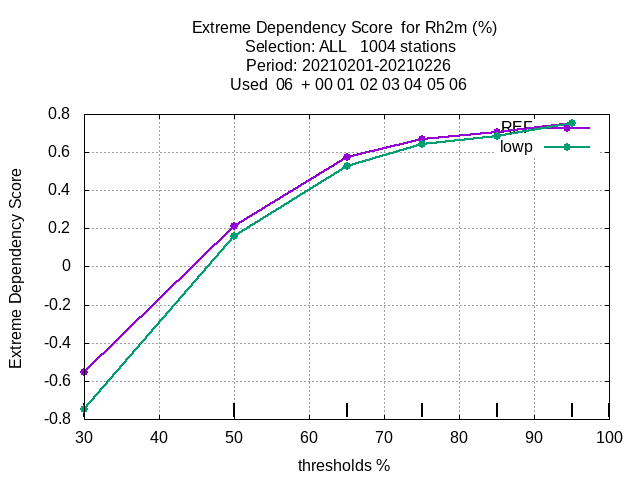 Extreme Dependency Score  for Rh2m (%)
Selection: ALL   1004 stations
Period: 20210201-20210226
Used  06  + 00 01 02 03 04 05 06
0.8
0.6
0.4
0.2
0
-0.2
-0.4
-0.6
-0.8
Extreme Dependency Score
REF
lowp
30 40 50 60 70 80 90 100
thresholds %